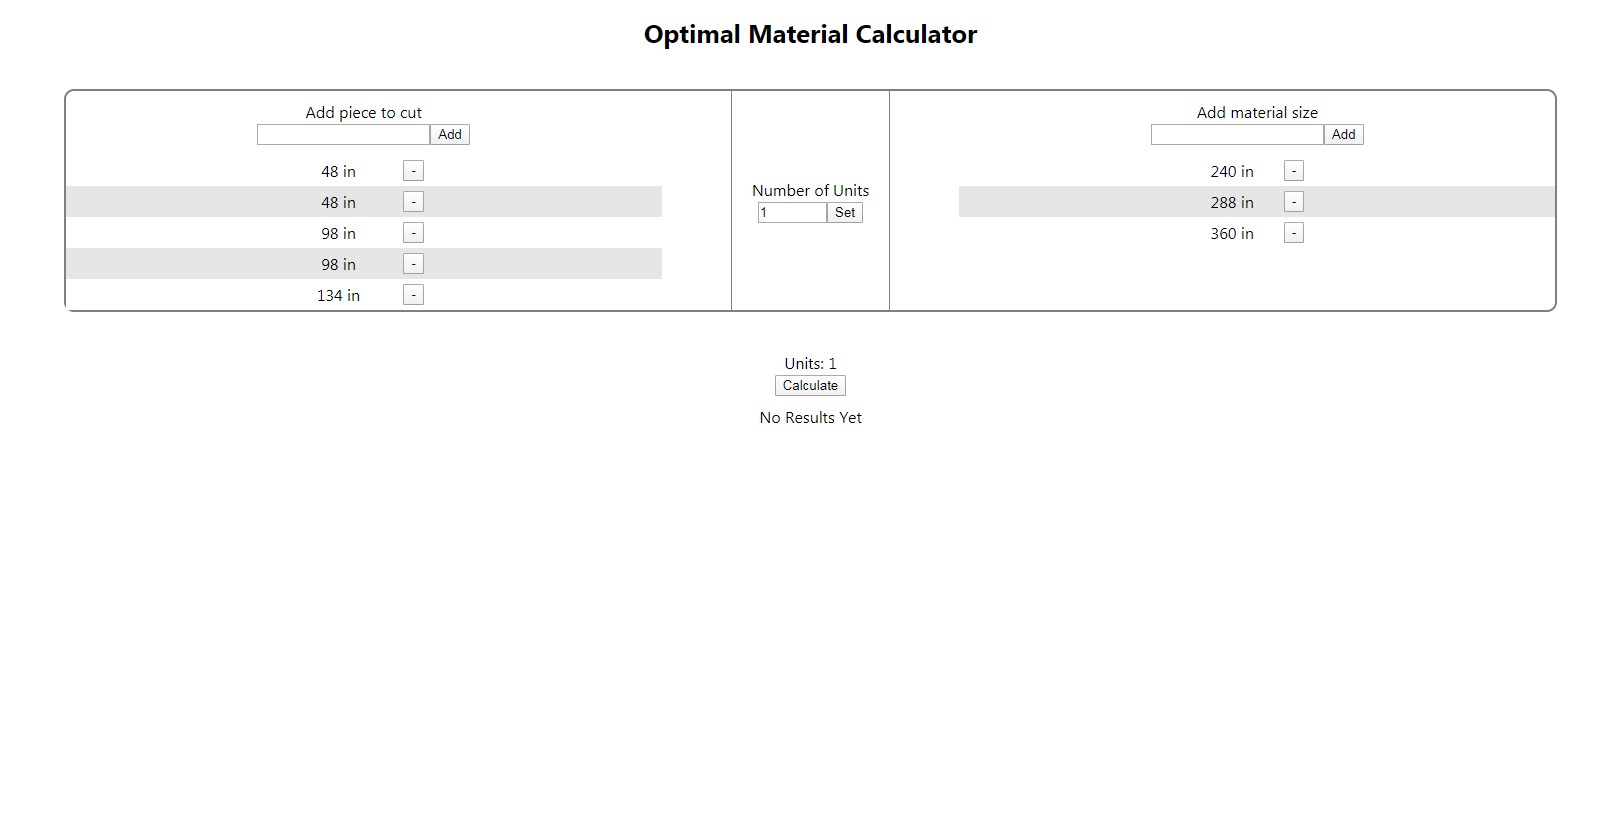 Optimal Material Calculator
Add piece to cut
Add
48 in -
48 in -
98 in -
98 in -
134 in -
Number of Units
1 Set
Add material size
Add
240 in -
288 in -
360 in -
Units: 1
Calculate
No Results Yet